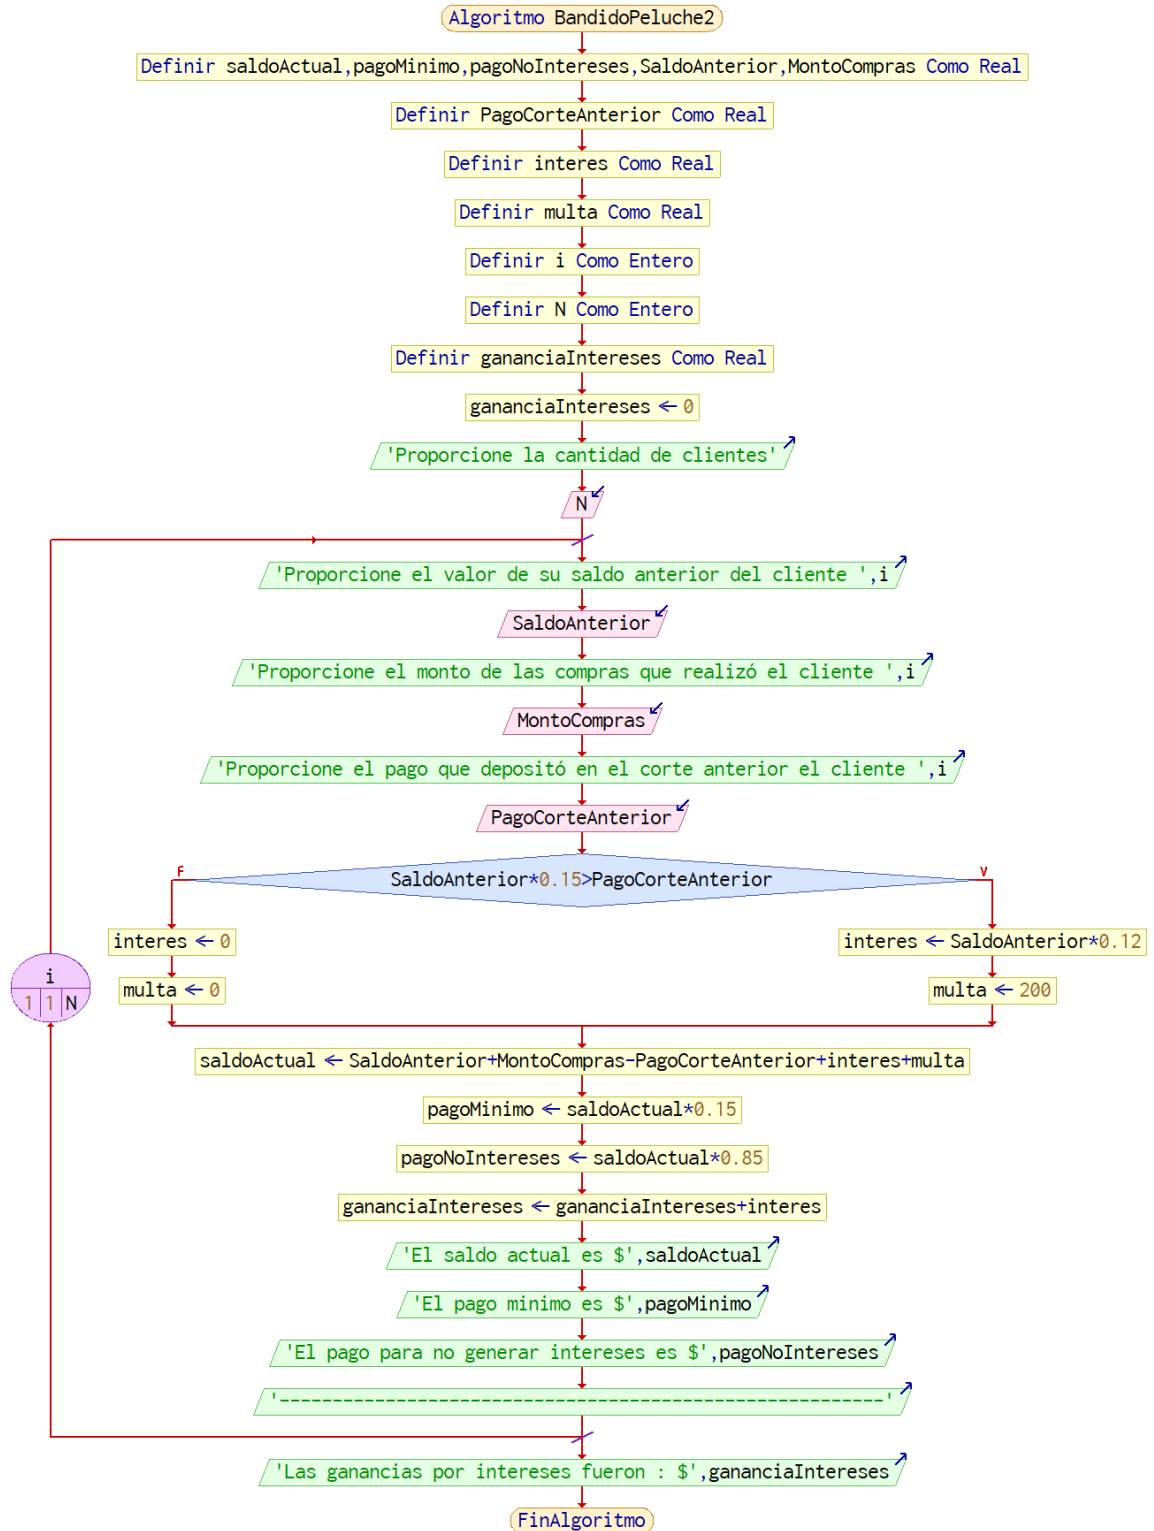 Algoritmo BandidoPeluche2
Definir saldoActual,pagoMinimo,pagoNoIntereses,SaldoAnterior,MontoCompras Como Real
Definir PagoCorteAnterior Como Real
Definir interes Como Real
Definir multa Como Real
Definir i Como Entero
Definir N Como Entero
Definir gananciaIntereses Como Real
gananciaIntereses ← 0
'Proporcione la cantidad de clientes'
N
'Proporcione el valor de su saldo anterior del cliente ',i
SaldoAnterior
'Proporcione el monto de las compras que realizó el cliente ',i
MontoCompras
'Proporcione el pago que depositó en el corte anterior el cliente ',i
PagoCorteAnterior
F
SaldoAnterior*0.15>PagoCorteAnterior
V
interes ← 0
interes ← SaldoAnterior*0.12
i
1 1 N
multa ← 0
multa ← 200
saldoActual ← SaldoAnterior+MontoCompras-PagoCorteAnterior+interes+multa
pagoMinimo ← saldoActual*0.15
pagoNoIntereses ← saldoActual*0.85
gananciaIntereses ← gananciaIntereses+interes
'El saldo actual es $',saldoActual
'El pago minimo es $',pagoMinimo
'El pago para no generar intereses es $',pagoNoIntereses
'---------------------------------------------------------'
'Las ganancias por intereses fueron : $',gananciaIntereses
FinAlgoritmo